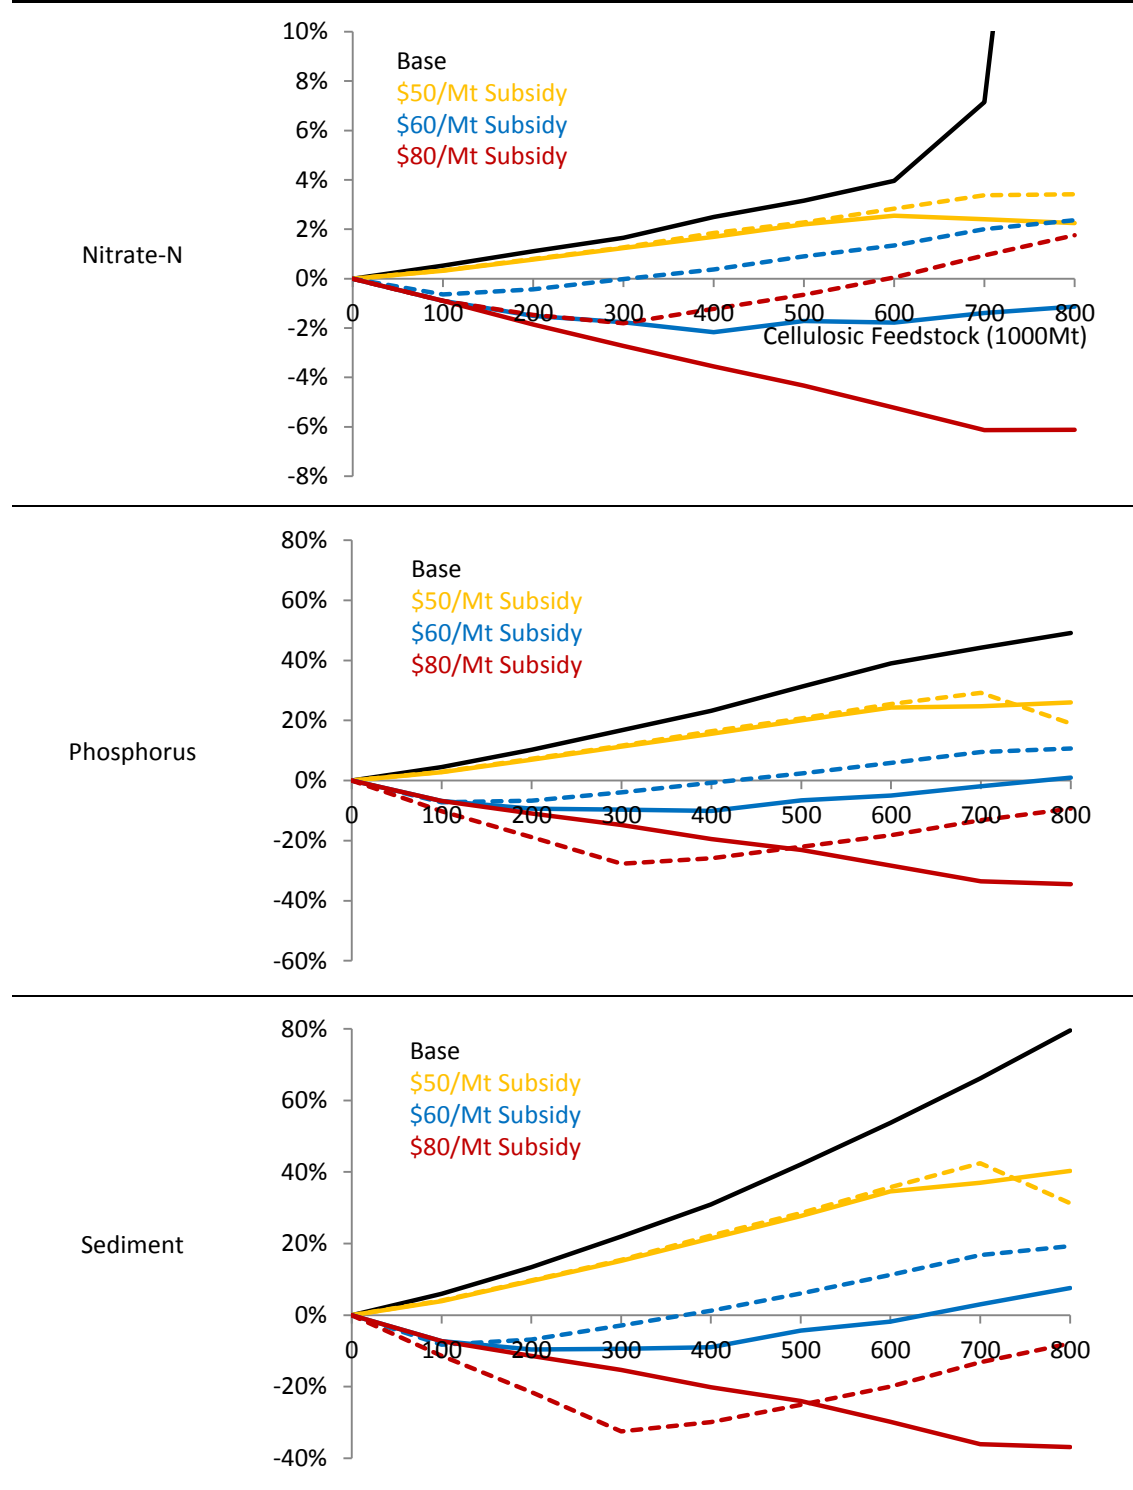 10%
Base
8%
$50/Mt Subsidy
$60/Mt Subsidy
6%
$80/Mt Subsidy
4%
2%
Nitrate-N
0%
0 100 200 300 400 500 600 700 800
-2%
Cellulosic Feedstock (1000Mt)
-4%
-6%
-8%
80%
Base
60%
$50/Mt Subsidy
$60/Mt Subsidy
40%
$80/Mt Subsidy
20%
Phosphorus
0%
0 100 200 300 400 500 600 700 800
-20%
-40%
-60%
80%
Base
$50/Mt Subsidy
60%
$60/Mt Subsidy
$80/Mt Subsidy
40%
20%
Sediment
0%
0 100 200 300 400 500 600 700 800
-20%
-40%